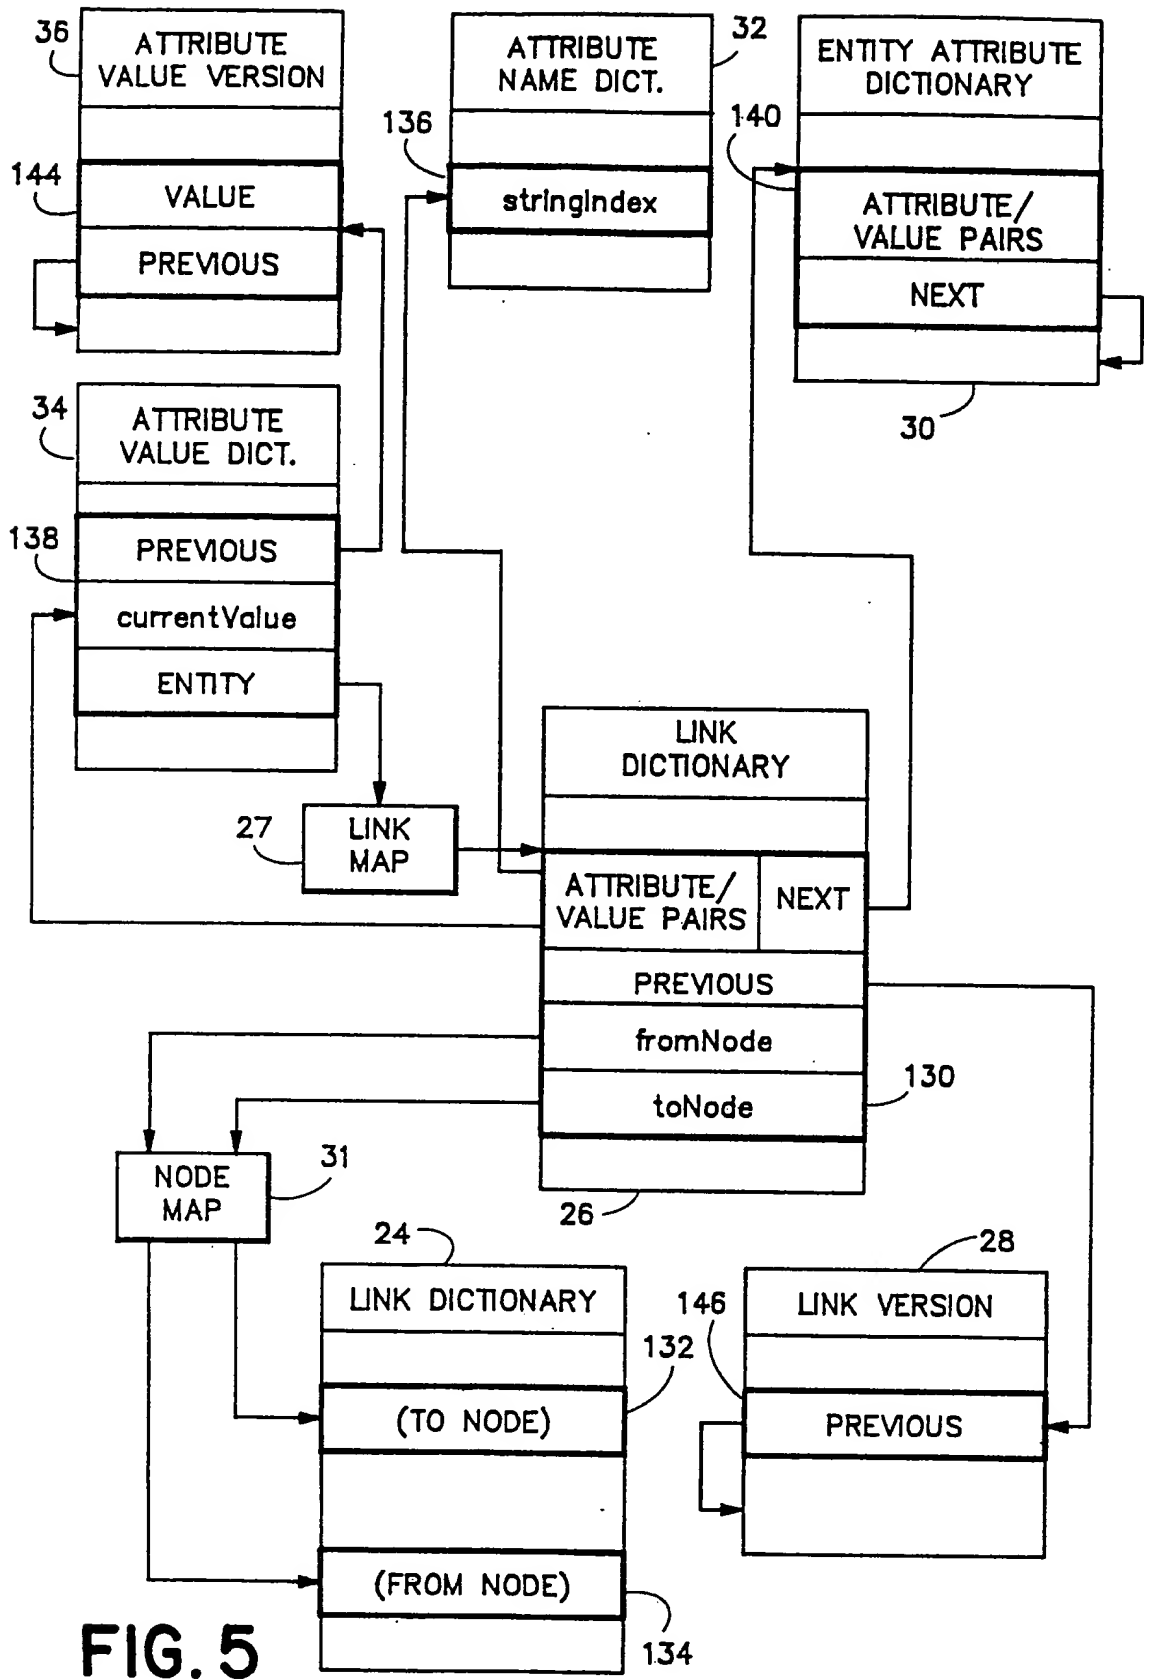 36
ATTRIBUTE
VALUE VERSION
144
VALUE
PREVIOUS
ATTRIBUTE
NAME DICT.
32
136
stringIndex
ENTITY ATTRIBUTE
DICTIONARY
140
ATTRIBUTE/
VALUE PAIRS
NEXT
30
34
ATTRIBUTE
VALUE DICT.
138
PREVIOUS
currentValue
ENTITY
27
LINK
MAP
LINK
DICTIONARY
ATTRIBUTE/
VALUE PAIRS
NEXT
PREVIOUS
fromNode
toNode
130
26
NODE
MAP
31
24
LINK DICTIONARY
132
(TO NODE)
(FROM NODE)
134
28
LINK VERSION
146
PREVIOUS
FIG. 5